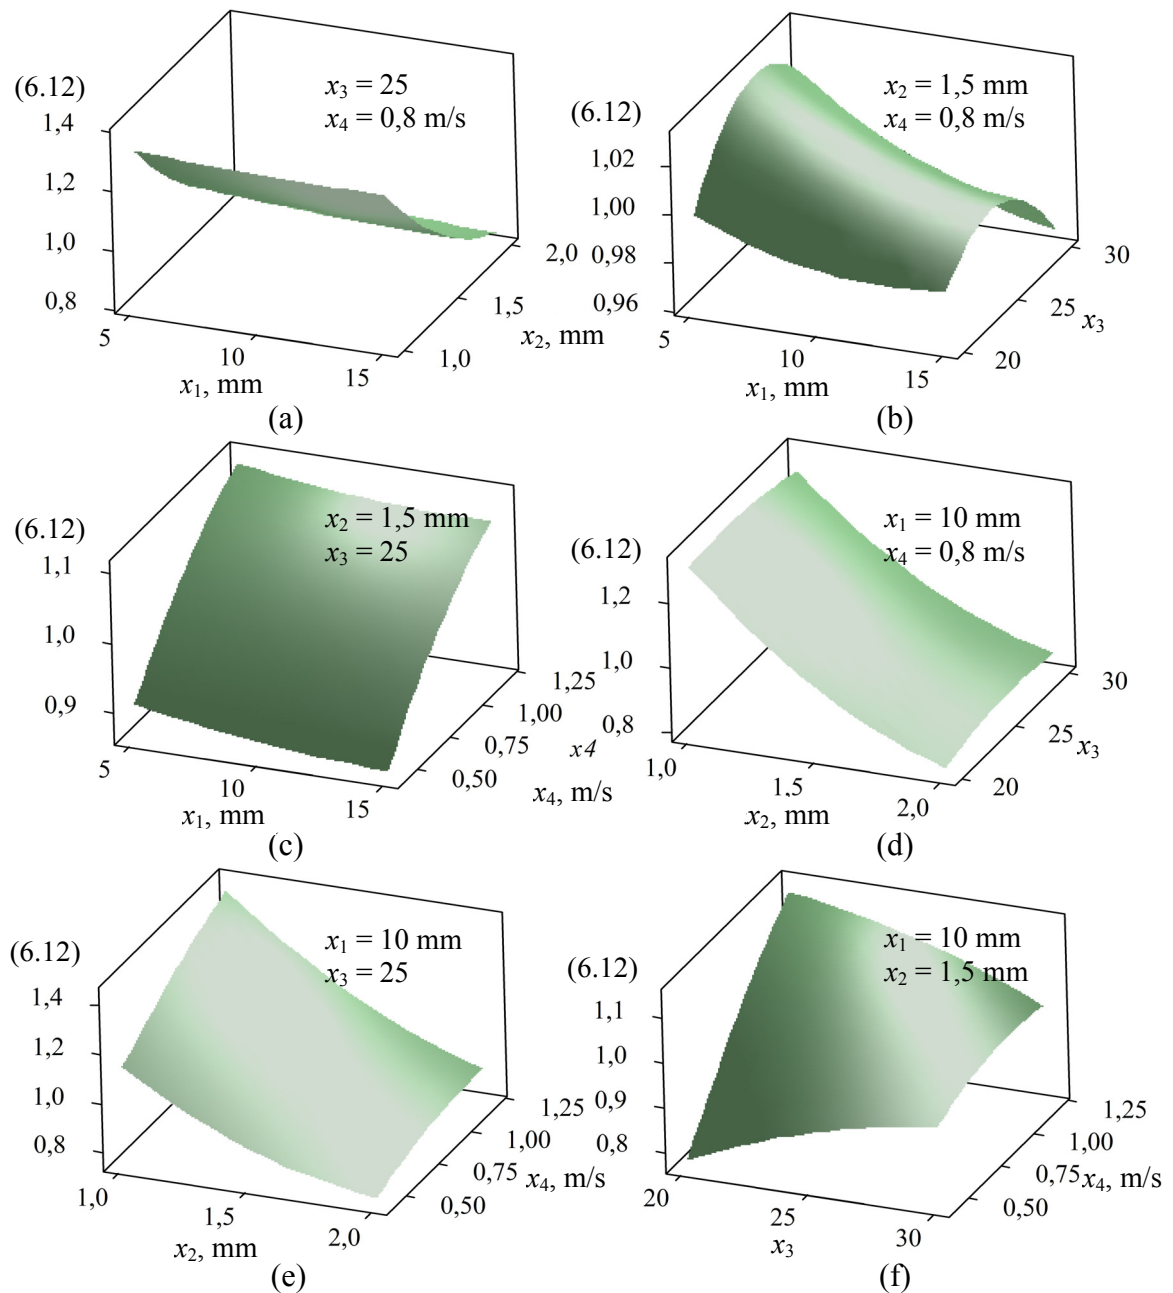 (6.12)
x₃ = 25
x₄ = 0,8 m/s
1,4
1,2
1,0
0,8
5
10
15
x₁, mm
2,0
1,5
1,0
x₂, mm
(a)
(6.12)
x₂ = 1,5 mm
x₄ = 0,8 m/s
1,02
1,00
0,98
0,96
5
10
15
x₁, mm
30
25
20
x₃
(b)
(6.12)
x₂ = 1,5 mm
x₃ = 25
1,1
1,0
0,9
5
10
15
x₁, mm
1,25
1,00
0,75
0,50
x4
x₄, m/s
(c)
(6.12)
x₁ = 10 mm
x₄ = 0,8 m/s
1,2
1,0
0,8
1,0
1,5
2,0
x₂, mm
30
25
20
x₃
(d)
(6.12)
x₁ = 10 mm
x₃ = 25
1,4
1,2
1,0
0,8
1,0
1,5
2,0
x₂, mm
1,25
1,00
0,75
0,50
x₄, m/s
(e)
(6.12)
x₁ = 10 mm
x₂ = 1,5 mm
1,1
1,0
0,9
0,8
20
25
30
x₃
1,25
1,00
0,75
0,50
x₄, m/s
(f)